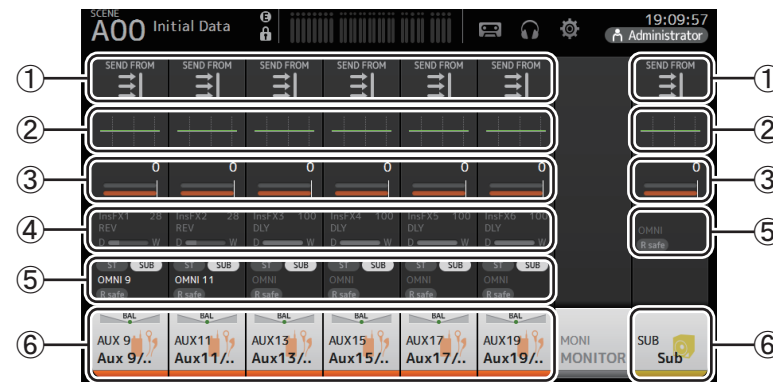 SCENE
A00 Initial Data E 19:09:57
Administrator
① SEND FROM SEND FROM SEND FROM SEND FROM SEND FROM SEND FROM SEND FROM ①
② ②
③ 0 0 0 0 0 0 0 ③
④ InsFX1 28 InsFX2 28 InsFX3 100 InsFX4 100 InsFX5 100 InsFX6 100
REV REV DLY DLY DLY DLY
D W D W D W D W D W D W
OMNI ⑤
R safe
ST SUB ST SUB ST SUB ST SUB ST SUB ST SUB
⑤ OMNI 9 OMNI 11 OMNI OMNI OMNI OMNI
R safe R safe R safe R safe R safe R safe
BAL BAL BAL BAL BAL BAL
⑥ AUX 9 AUX11 AUX13 AUX15 AUX17 AUX19 MONI SUB ⑥
Aux 9/.. Aux11/.. Aux13/.. Aux15/.. Aux17/.. Aux19/.. MONITOR Sub